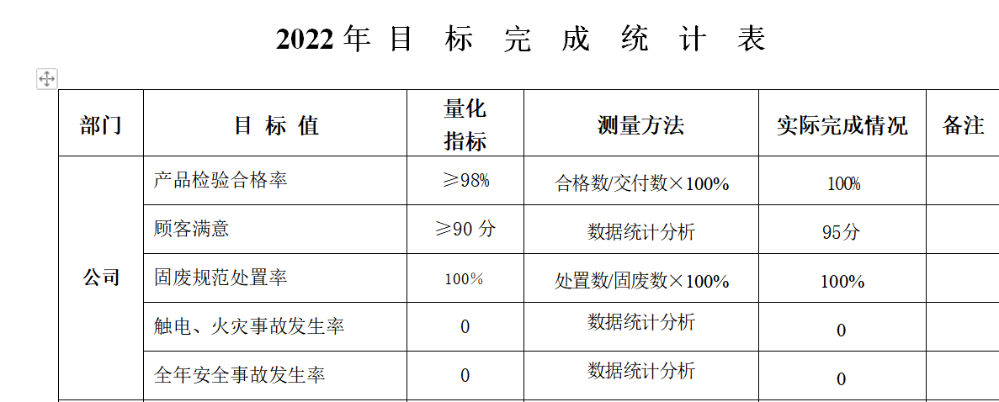 2022年 目 标 完 成 统 计 表
部门 目 标 值 量化指标 测量方法 实际完成情况 备注
产品检验合格率 ≥98% 合格数/交付数×100% 100%
顾客满意 ≥90 分 数据统计分析 95分
公司 固废规范处置率 100% 处置数/固废数×100% 100%
触电、火灾事故发生率 0 数据统计分析 0
全年安全事故发生率 0 数据统计分析 0